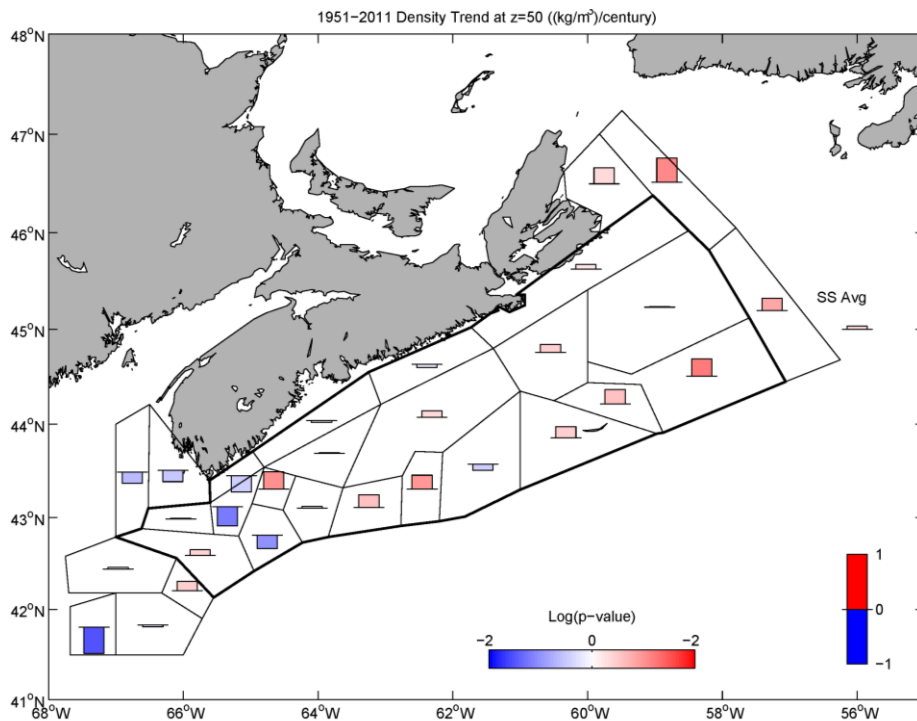 1951−2011 Density Trend at z=50 ((kg/m³)/century)
48°N
47°N
46°N
45°N
44°N
43°N
42°N
41°N
SS Avg
Log(p−value)
−2 0 −2
1
0
−1
68°W 66°W 64°W 62°W 60°W 58°W 56°W